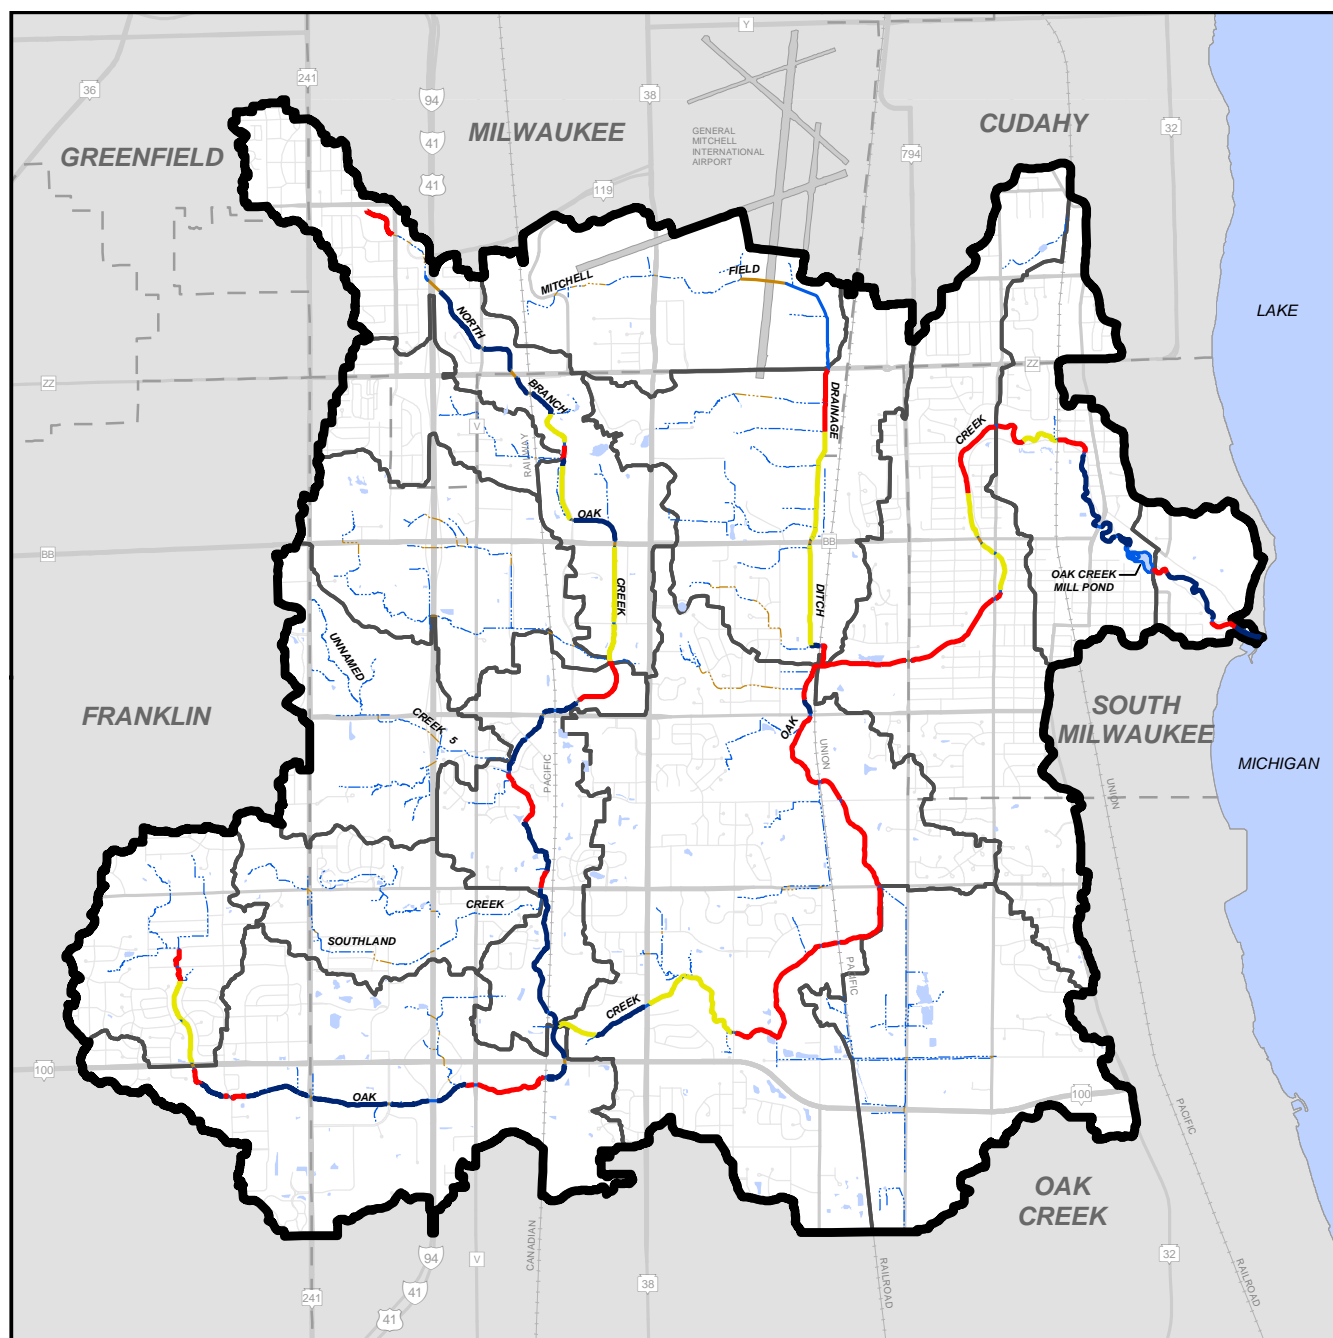 Y
36
241
94
38
MILWAUKEE
CUDAHY
GENERAL
MITCHELL
INTERNATIONAL
AIRPORT
32
41
GREENFIELD
794
41
119
MITCHELL
FIELD
LAKE
NORTH
ZZ
ZZ
BRANCH
DRAINAGE
V
CREEK
RAILWAY
OAK
BB
BB
OAK CREEK
MILL POND
CREEK
DITCH
UNNAMED
FRANKLIN
CREEK 5
OAK
SOUTH
MILWAUKEE
UNION
PACIFIC
MICHIGAN
UNION
CREEK
SOUTHLAND
PACIFIC
CREEK
100
OAK
100
PACIFIC
OAK
CREEK
CANADIAN
94
V
32
41
38
RAILROAD
RAILROAD
241
41